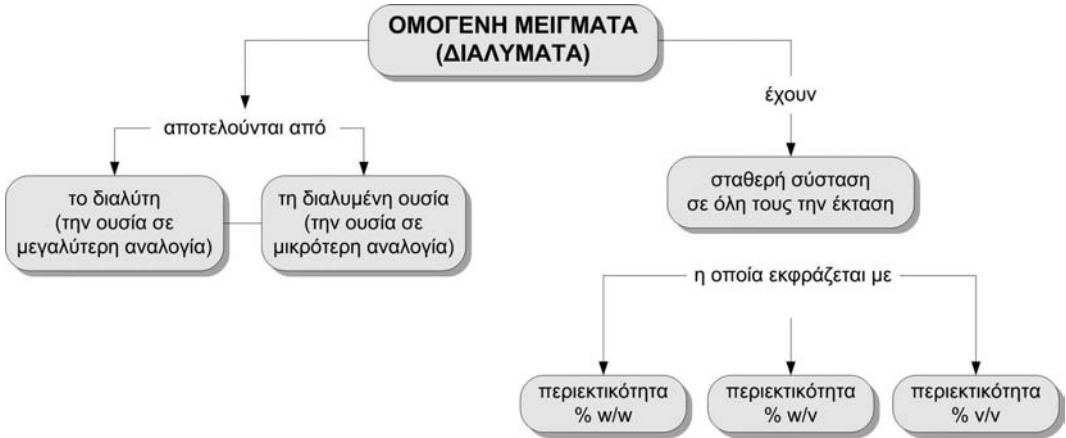 ΟΜΟΓΕΝΗ ΜΕΙΓΜΑΤΑ
(ΔΙΑΛΥΜΑΤΑ)
αποτελούνται από
έχουν
το διαλύτη
(την ουσία σε
μεγαλύτερη αναλογία)
τη διαλυμένη ουσία
(την ουσία σε
μικρότερη αναλογία)
σταθερή σύσταση
σε όλη τους την έκταση
η οποία εκφράζεται με
περιεκτικότητα
% w/w
περιεκτικότητα
% w/v
περιεκτικότητα
% v/v